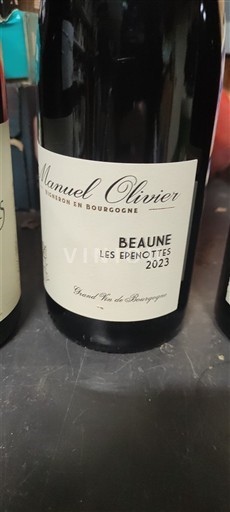 Manuel Olivier
VIGNERON EN BOURGOGNE
BEAUNE
LES EPENOTTES
2023
Grand Vin de Bourgogne